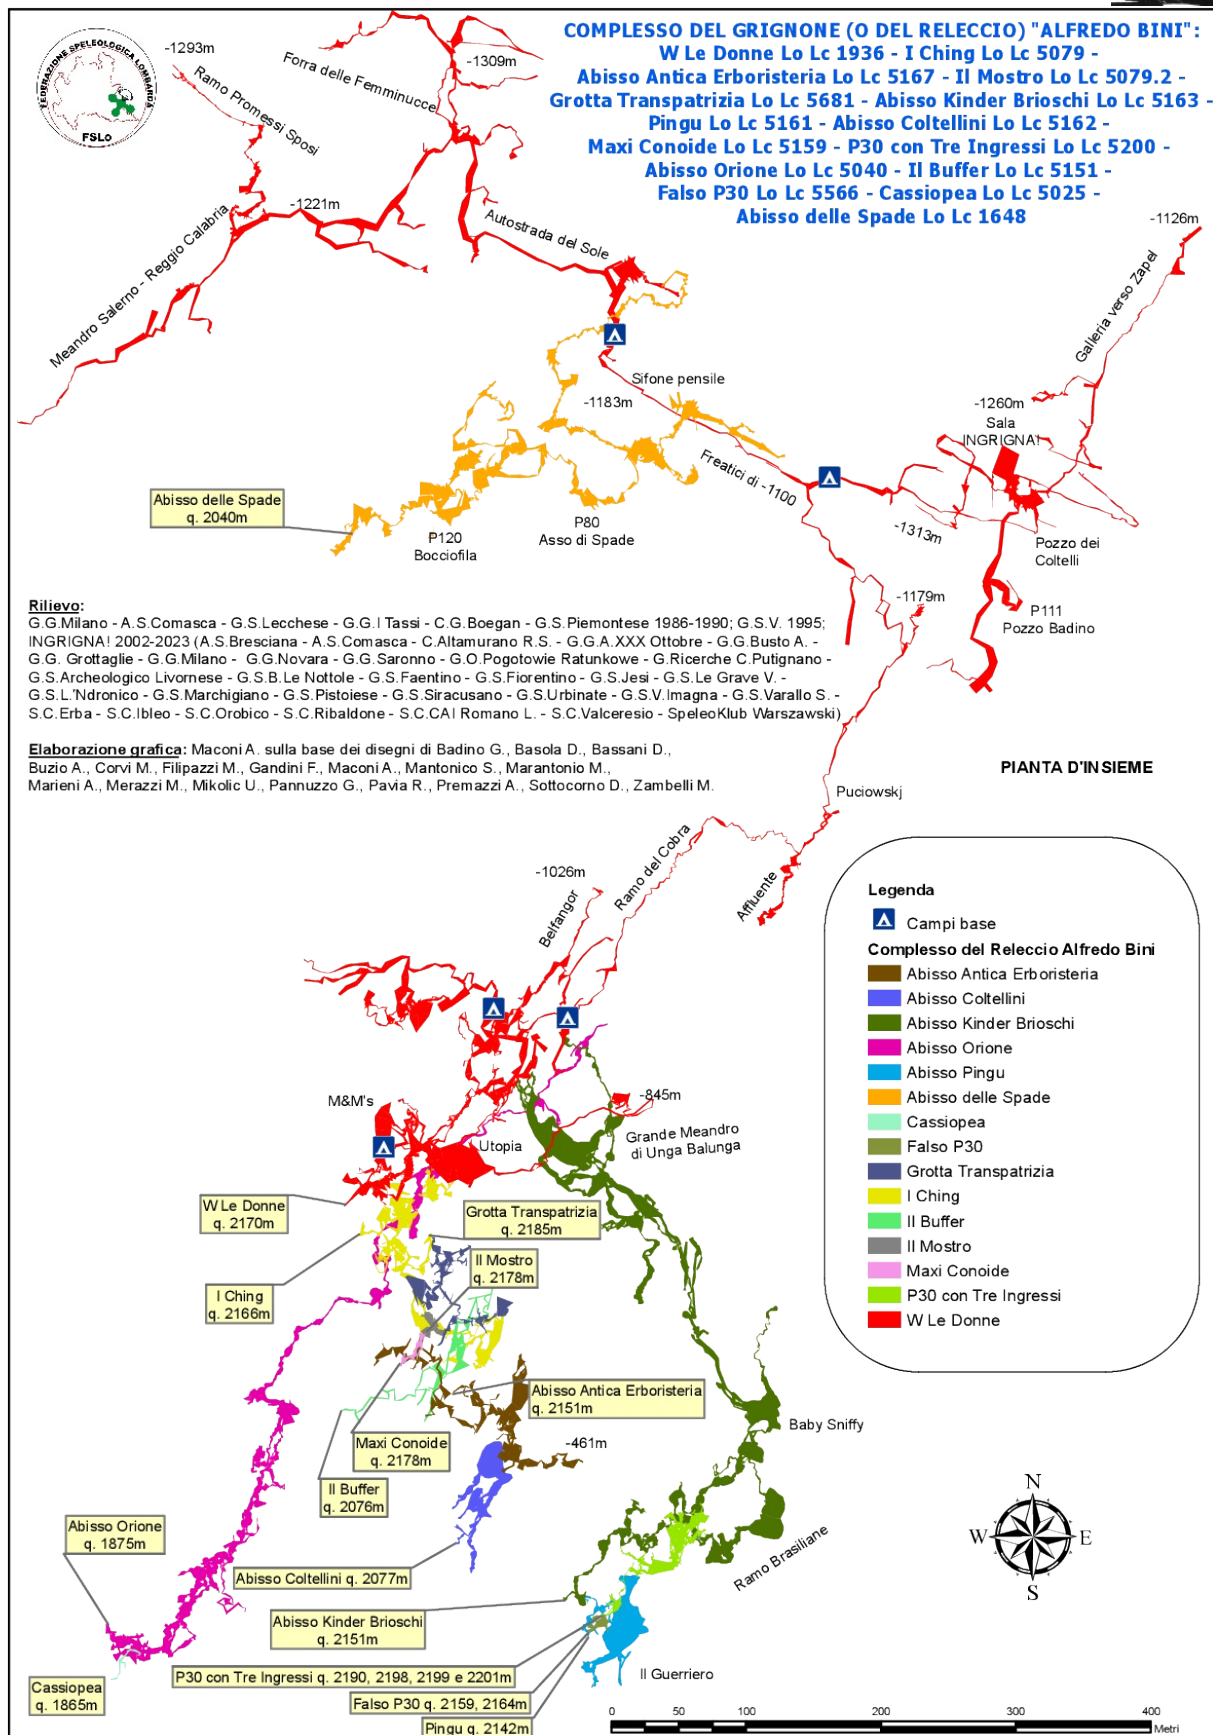 COMPLESSO DEL GRIGNONE (O DEL RELECCIO) "ALFREDO BINI":
W Le Donne Lo Lc 1936 - I Ching Lo Lc 5079 -
Abisso Antica Erboristeria Lo Lc 5167 - Il Mostro Lo Lc 5079.2 -
Grotta Transpatrizia Lo Lc 5681 - Abisso Kinder Brioschi Lo Lc 5163 -
Pingu Lo Lc 5161 - Abisso Coltellini Lo Lc 5162 -
Maxi Conoide Lo Lc 5159 - P30 con Tre Ingressi Lo Lc 5200 -
Abisso Orione Lo Lc 5040 - Il Buffer Lo Lc 5151 -
Falso P30 Lo Lc 5566 - Cassiopea Lo Lc 5025 -
Abisso delle Spade Lo Lc 1648
FEDERAZIONE SPELEOLOGICA LOMBARDA
FSLo
-1293m
Ramo Promessi Sposi
Forra delle Femminucce
-1309m
-1221m
Meandro Salerno - Reggio Calabria
Autostrada del Sole
-1126m
Galleria verso Zapel
Sifone pensile
-1183m
-1260m
Sala
INGRIGNA!
Freatici di -1100
Abisso delle Spade
q. 2040m
P120
Bocciofila
P80
Asso di Spade
-1313m
Pozzo dei
Coltelli
-1179m
P111
Pozzo Badino
Rilievo:
G.G.Milano - A.S.Comasca - G.S.Lecchese - G.G.I Tassi - C.G.Boegan - G.S.Piemontese 1986-1990; G.S.V. 1995;
INGRIGNA! 2002-2023 (A.S.Bresciana - A.S.Comasca - C.Altamurano R.S. - G.G.A.XXX Ottobre - G.G.Busto A. -
G.G. Grottaglie - G.G.Milano - G.G.Novara - G.G.Saronno - G.O.Pogotowie Ratunkowe - G.Ricerche C.Putignano -
G.S.Archeologico Livornese - G.S.B.Le Nottole - G.S.Faentino - G.S.Fiorentino - G.S.Jesi - G.S.Le Grave V. -
G.S.L.'Ndronico - G.S.Marchigiano - G.S.Pistoiese - G.S.Siracusano - G.S.Urbinate - G.S.V.Imagna - G.S.Varallo S. -
S.C.Erba - S.C.Ibleo - S.C.Orobico - S.C.Ribaldone - S.C.CAI Romano L. - S.C.Valceresio - SpeleoKlub Warszawski)
Elaborazione grafica: Maconi A. sulla base dei disegni di Badino G., Basola D., Bassani D.,
Buzio A., Corvi M., Filipazzi M., Gandini F., Maconi A., Mantonico S., Marantonio M.,
Marieni A., Merazzi M., Mikolic U., Pannuzzo G., Pavia R., Premazzi A., Sottocorno D., Zambelli M.
PIANTA D'INSIEME
Puciowskj
Affluente
Ramo del Cobra
-1026m
Belfangor
Legenda
Campi base
Complesso del Releccio Alfredo Bini
Abisso Antica Erboristeria
Abisso Coltellini
Abisso Kinder Brioschi
Abisso Orione
Abisso Pingu
Abisso delle Spade
Cassiopea
Falso P30
Grotta Transpatrizia
I Ching
Il Buffer
Il Mostro
Maxi Conoide
P30 con Tre Ingressi
W Le Donne
M&M's
-845m
Utopia
Grande Meandro
di Unga Balunga
W Le Donne
q. 2170m
Grotta Transpatrizia
q. 2185m
Il Mostro
q. 2178m
I Ching
q. 2166m
Abisso Antica Erboristeria
q. 2151m
Baby Sniffy
Maxi Conoide
q. 2178m
-461m
Il Buffer
q. 2076m
Abisso Orione
q. 1875m
Abisso Coltellini q. 2077m
Ramo Brasiliane
Abisso Kinder Brioschi
q. 2151m
P30 con Tre Ingressi q. 2190, 2198, 2199 e 2201m
Il Guerriero
Cassiopea
q. 1865m
Falso P30 q. 2159, 2164m
Pingu q. 2142m
N
W
E
S
0 50 100 200 300 400
Metri